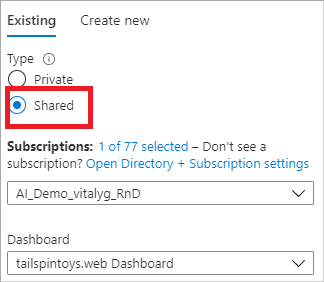 Existing Create new
Type
Private
Shared
Subscriptions: 1 of 77 selected – Don't see a
subscription? Open Directory + Subscription settings
AI_Demo_vitalyg_RnD
Dashboard
tailspintoys.web Dashboard